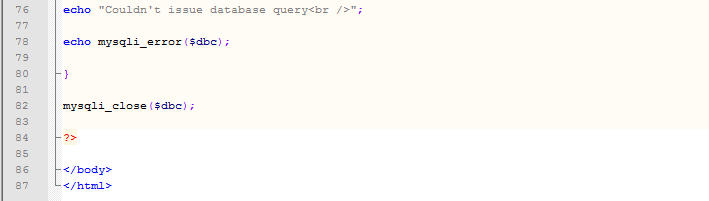 76 echo "Couldn't issue database query<br />";
77
78 echo mysqli_error($dbc);
79
80 }
81
82 mysqli_close($dbc);
83
84 ?>
85
86 </body>
87 </html>